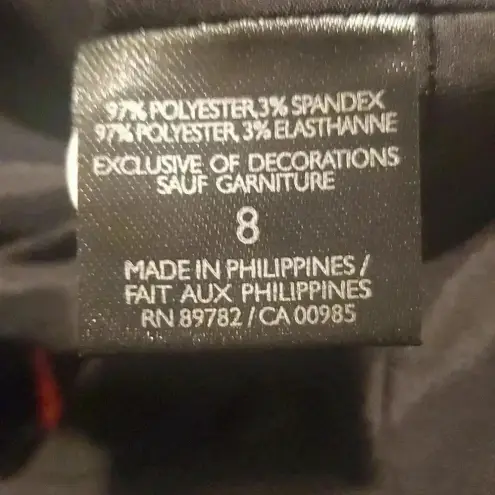 97% POLYESTER,3% SPANDEX
97% POLYESTER, 3% ELASTHANNE
EXCLUSIVE OF DECORATIONS
SAUF GARNITURE
8
MADE IN PHILIPPINES /
FAIT AUX PHILIPPINES
RN 89782 / CA 00985